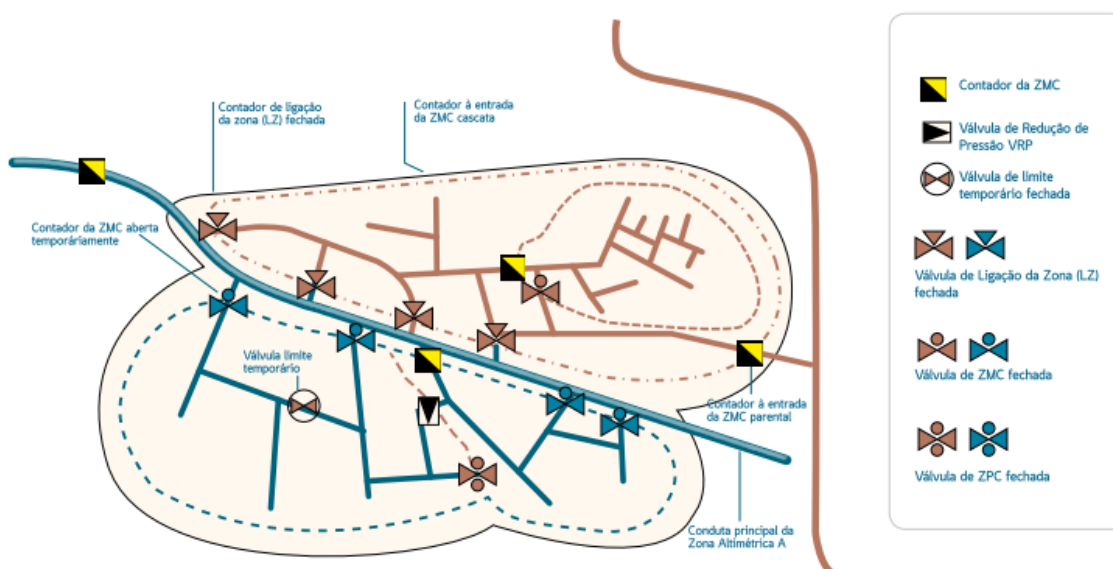 Contador de ligação
da zona (LZ) fechada
Contador à entrada
da ZMC cascata
Contador da ZMC aberta
temporáriamente
Válvula limite
temporário
Contador à entrada
da ZMC parental
Conduta principal da
Zona Altimétrica A
Contador da ZMC
Válvula de Redução de
Pressão VRP
Válvula de limite
temporário fechada
Válvula de Ligação da Zona (LZ)
fechada
Válvula de ZMC fechada
Válvula de ZPC fechada